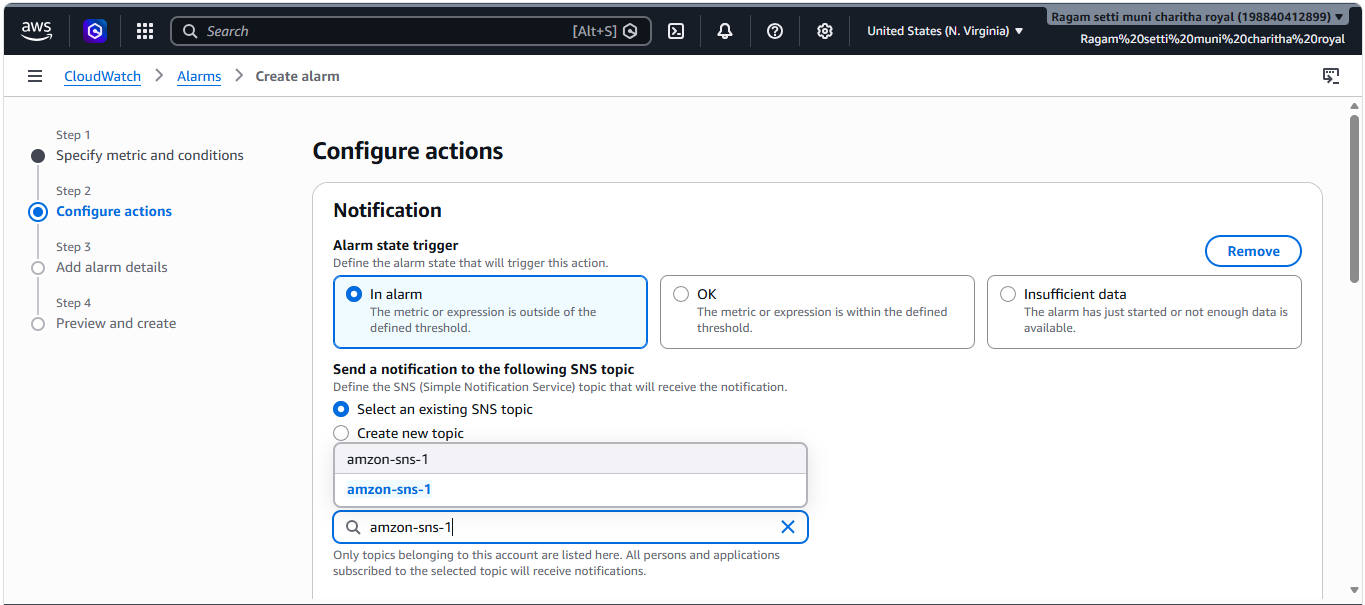 aws
Search [Alt+S]
United States (N. Virginia)
Ragam setti muni charitha royal (198840412899)
Ragam%20setti%20muni%20charitha%20royal
CloudWatch > Alarms > Create alarm
Step 1
Specify metric and conditions
Step 2
Configure actions
Step 3
Add alarm details
Step 4
Preview and create
Configure actions
Notification
Alarm state trigger
Define the alarm state that will trigger this action.
Remove
In alarm
The metric or expression is outside of the
defined threshold.
OK
The metric or expression is within the defined
threshold.
Insufficient data
The alarm has just started or not enough data is
available.
Send a notification to the following SNS topic
Define the SNS (Simple Notification Service) topic that will receive the notification.
Select an existing SNS topic
Create new topic
amzon-sns-1
amzon-sns-1
amzon-sns-1
Only topics belonging to this account are listed here. All persons and applications
subscribed to the selected topic will receive notifications.